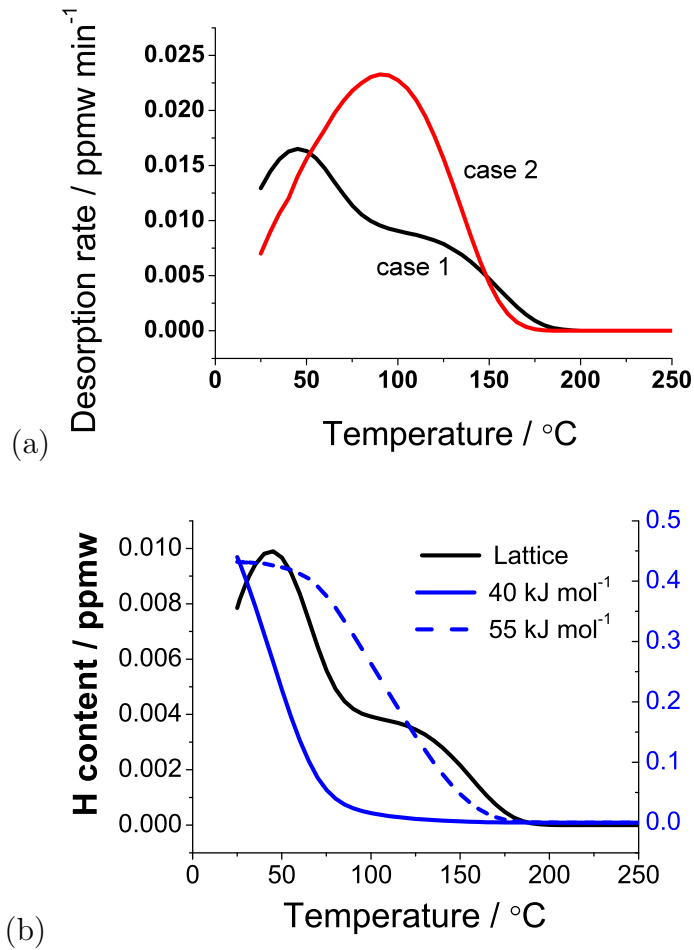 Desorption rate / ppmw min⁻¹
0.025
0.020
0.015
0.010
0.005
0.000
case 2
case 1
0 50 100 150 200 250
Temperature / °C
(a)
H content / ppmw
0.010
0.008
0.006
0.004
0.002
0.000
Lattice
40 kJ mol⁻¹
55 kJ mol⁻¹
0.5
0.4
0.3
0.2
0.1
0.0
0 50 100 150 200 250
Temperature / °C
(b)